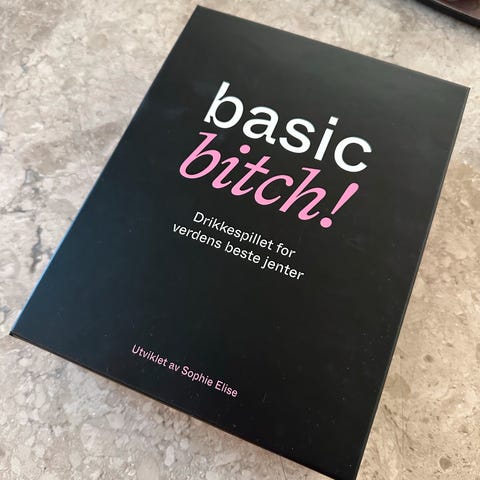 basic
bitch!
Drikkespillet for
verdens beste jenter
Utviklet av Sophie Elise